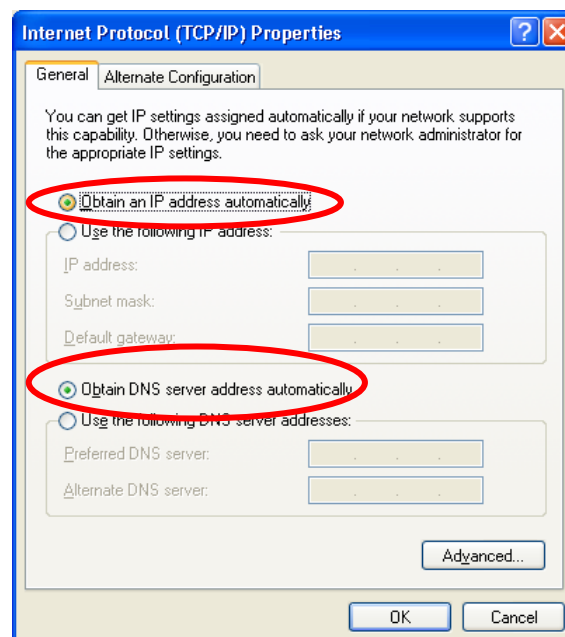 Internet Protocol (TCP/IP) Properties
General
Alternate Configuration
You can get IP settings assigned automatically if your network supports
this capability. Otherwise, you need to ask your network administrator for
the appropriate IP settings.
Obtain an IP address automatically
Use the following IP address:
IP address:
Subnet mask:
Default gateway:
Obtain DNS server address automatically
Use the following DNS server addresses:
Preferred DNS server:
Alternate DNS server:
Advanced...
OK
Cancel